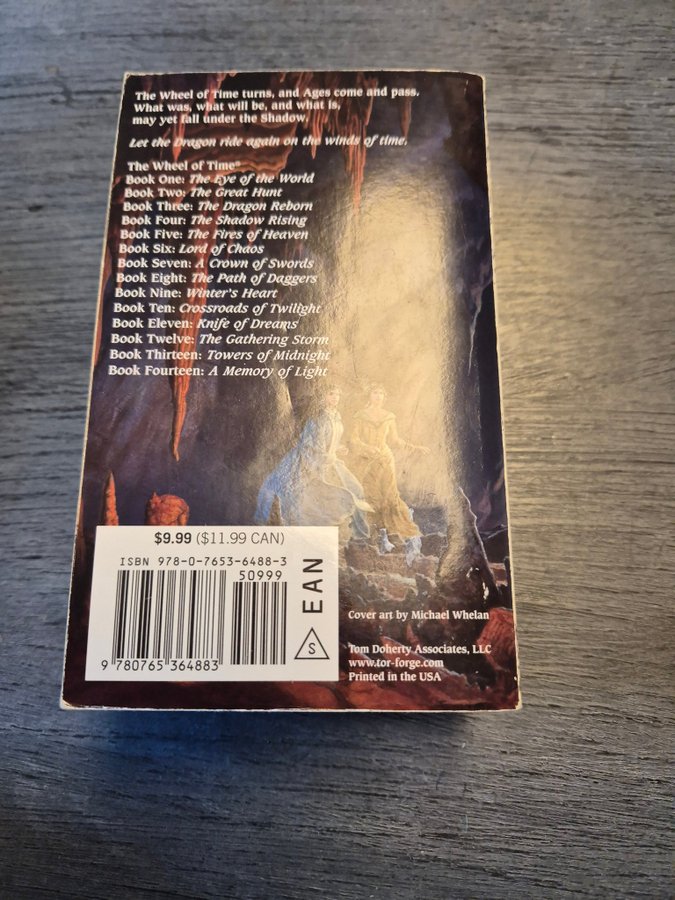 The Wheel of Time turns, and Ages come and pass.
What was, what will be, and what is,
may yet fall under the Shadow.
Let the Dragon ride again on the winds of time.
The Wheel of Time®
Book One: The Eye of the World
Book Two: The Great Hunt
Book Three: The Dragon Reborn
Book Four: The Shadow Rising
Book Five: The Fires of Heaven
Book Six: Lord of Chaos
Book Seven: A Crown of Swords
Book Eight: The Path of Daggers
Book Nine: Winter's Heart
Book Ten: Crossroads of Twilight
Book Eleven: Knife of Dreams
Book Twelve: The Gathering Storm
Book Thirteen: Towers of Midnight
Book Fourteen: A Memory of Light
$9.99 ($11.99 CAN)
ISBN 978-0-7653-6488-3
50999
EAN
S
9 780765 364883
Cover art by Michael Whelan
Tom Doherty Associates, LLC
www.tor-forge.com
Printed in the USA